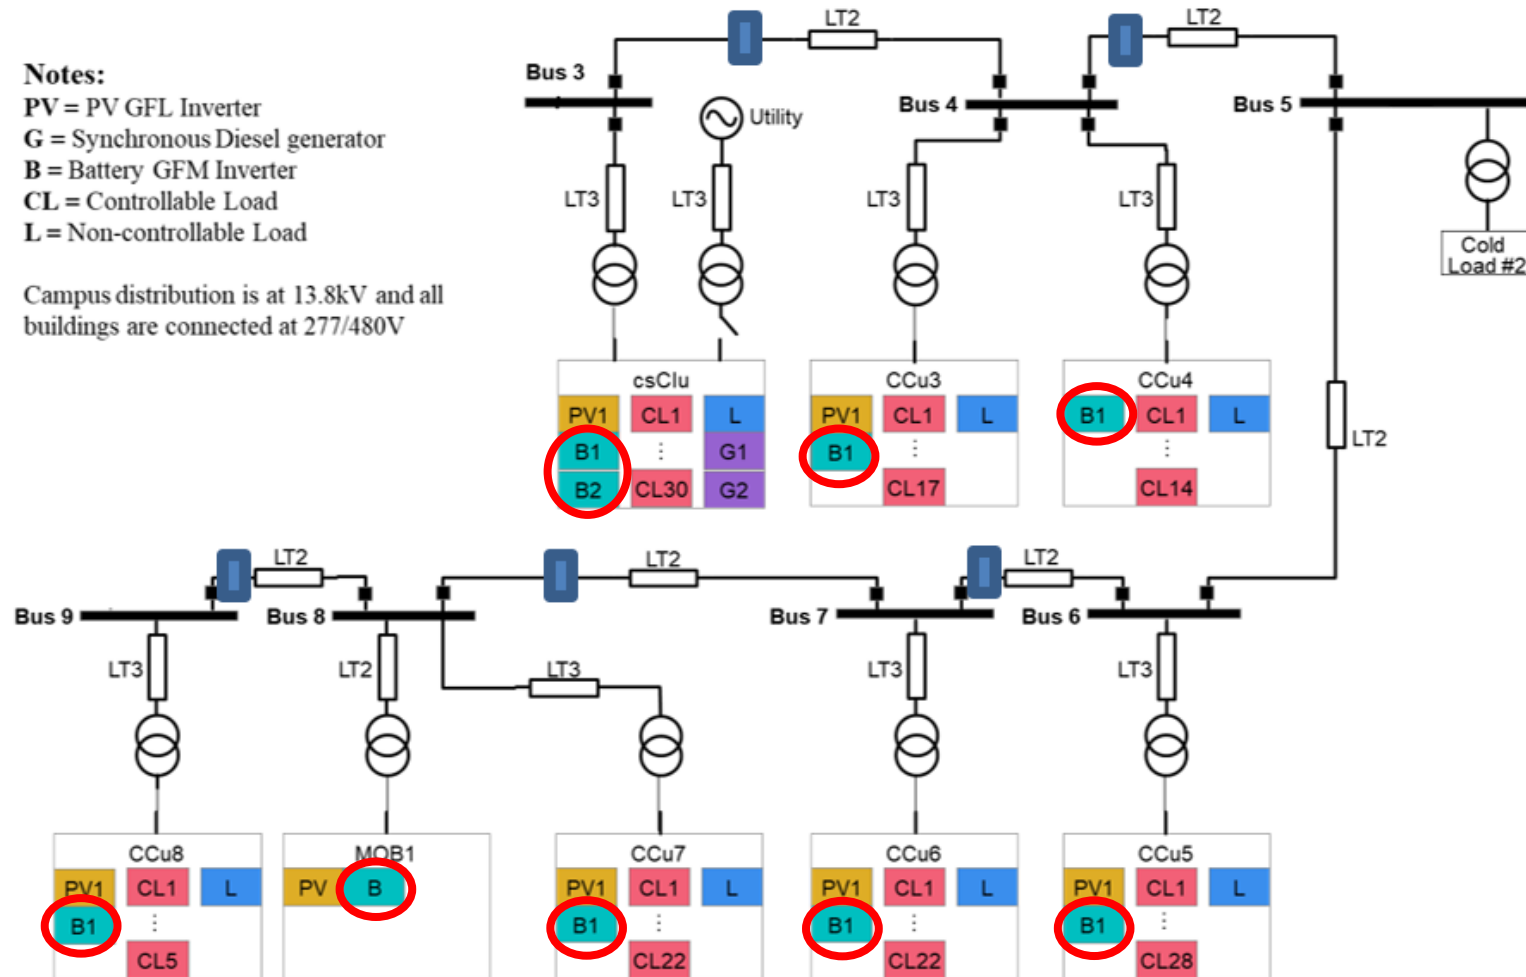 Notes:
PV = PV GFL Inverter
G = Synchronous Diesel generator
B = Battery GFM Inverter
CL = Controllable Load
L = Non-controllable Load
Campus distribution is at 13.8kV and all
buildings are connected at 277/480V
LT2
LT2
Bus 3
Utility
Bus 4
Bus 5
LT3
LT3
LT3
LT3
Cold
Load #2
csClu
PV1 CL1 L
B1 ⋮ G1
B2 CL30 G2
CCu3
PV1 CL1 L
B1 ⋮
CL17
CCu4
B1 CL1 L
⋮
CL14
LT2
LT2
LT2
LT2
Bus 9
Bus 8
Bus 7
Bus 6
LT3
LT2
LT3
LT3
LT3
CCu8
PV1 CL1 L
B1 ⋮
CL5
MOB1
PV B
CCu7
PV1 CL1 L
B1 ⋮
CL22
CCu6
PV1 CL1 L
B1 ⋮
CL22
CCu5
PV1 CL1 L
B1 ⋮
CL28